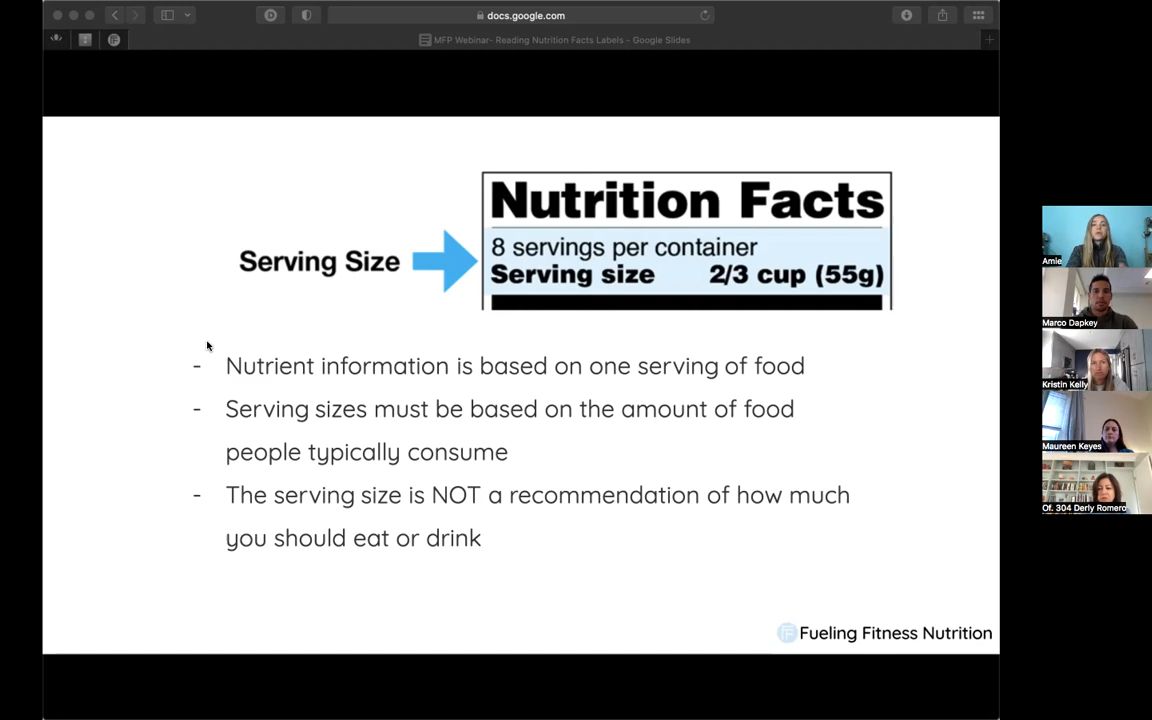 docs.google.com
MFP Webinar- Reading Nutrition Facts Labels - Google Slides
Nutrition Facts
8 servings per container
Serving size 2/3 cup (55g)
Serving Size
- Nutrient information is based on one serving of food
- Serving sizes must be based on the amount of food
people typically consume
- The serving size is NOT a recommendation of how much
you should eat or drink
Fueling Fitness Nutrition
Amie
Marco Dapkey
Kristin Kelly
Maureen Keyes
Of. 304 Derly Romero